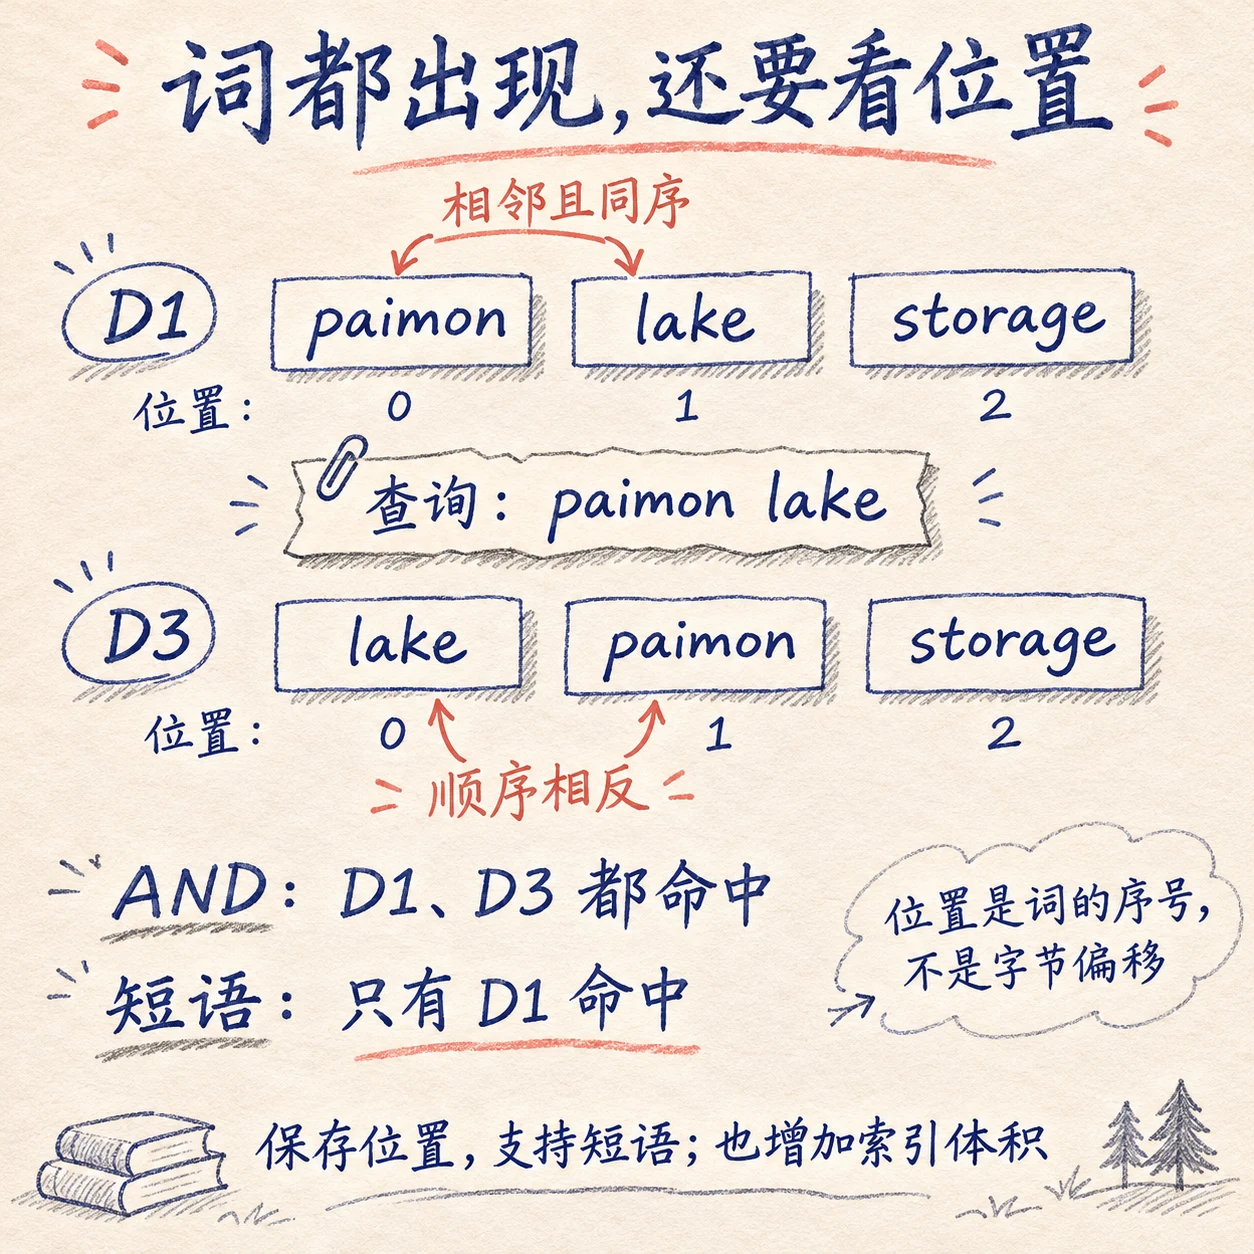 词都出现,还要看位置
相邻且同序
D1 paimon lake storage
位置: 0 1 2
查询: paimon lake
D3 lake paimon storage
位置: 0 1 2
顺序相反
AND: D1、D3 都命中
短语: 只有 D1 命中
位置是词的序号,
不是字节偏移
保存位置,支持短语;也增加索引体积